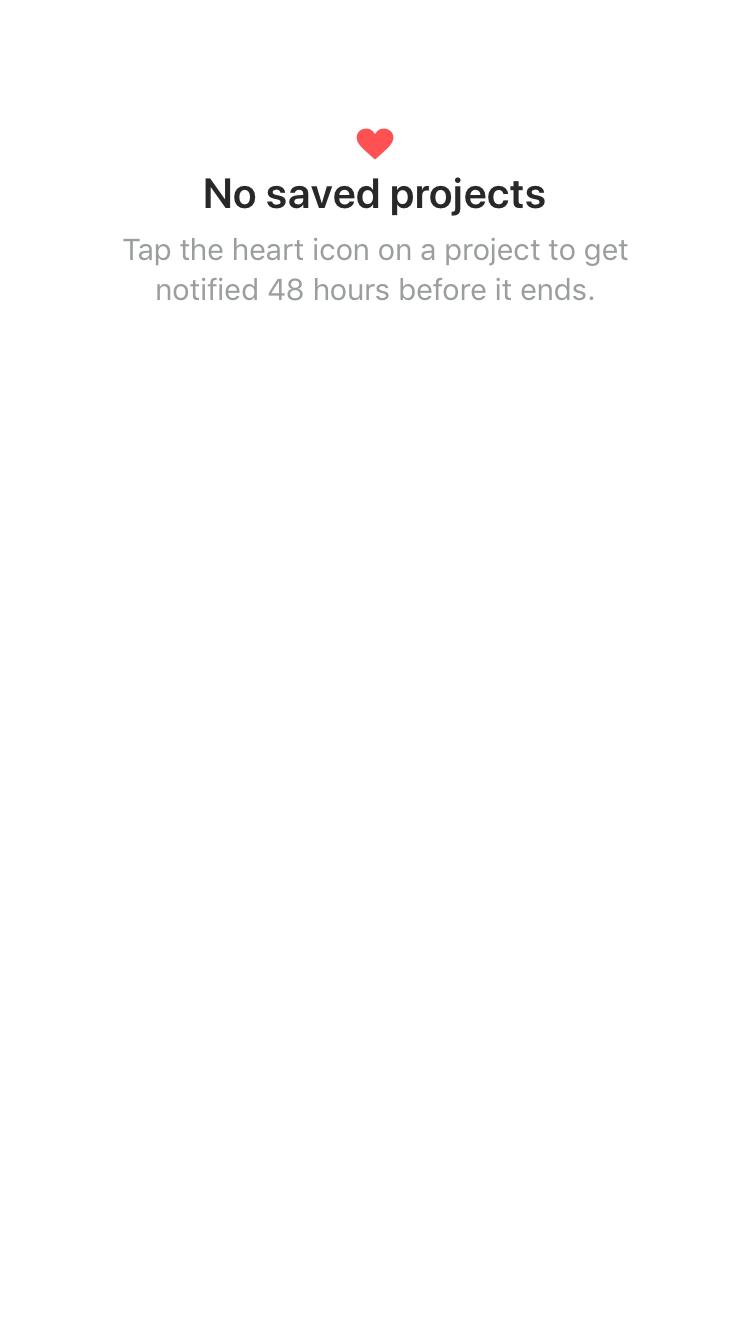 No saved projects
Tap the heart icon on a project to get
notified 48 hours before it ends.